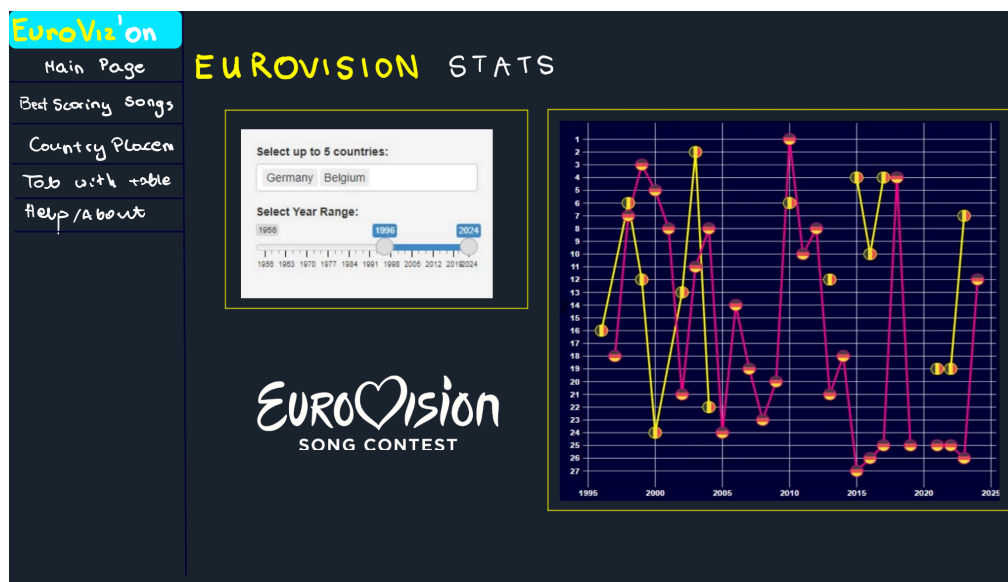 EuroViz'on
Main Page
Best Scoring Songs
Country Placem
Tab with table
Help/About
EUROVISION STATS
Select up to 5 countries:
Germany Belgium
Select Year Range:
1956 1996 2024
1956 1963 1970 1977 1984 1991 1998 2005 2012 2019 2024
EUROVISION
SONG CONTEST
1
2
3
4
5
6
7
8
9
10
11
12
13
14
15
16
17
18
19
20
21
22
23
24
25
26
27
1995 2000 2005 2010 2015 2020 2025